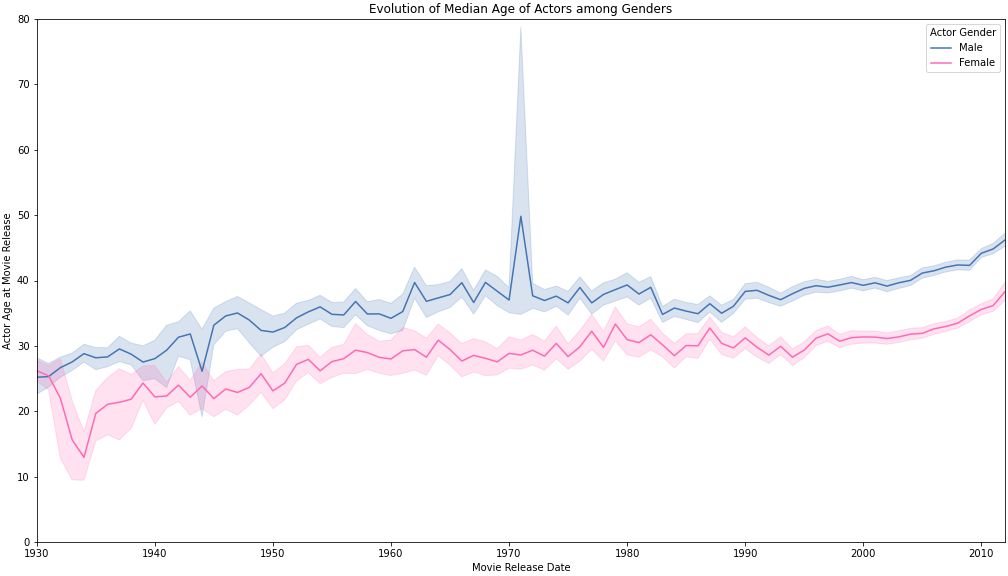 Evolution of Median Age of Actors among Genders
Actor Gender
Male
Female
Actor Age at Movie Release
80
70
60
50
40
30
20
10
0
1930 1940 1950 1960 1970 1980 1990 2000 2010
Movie Release Date